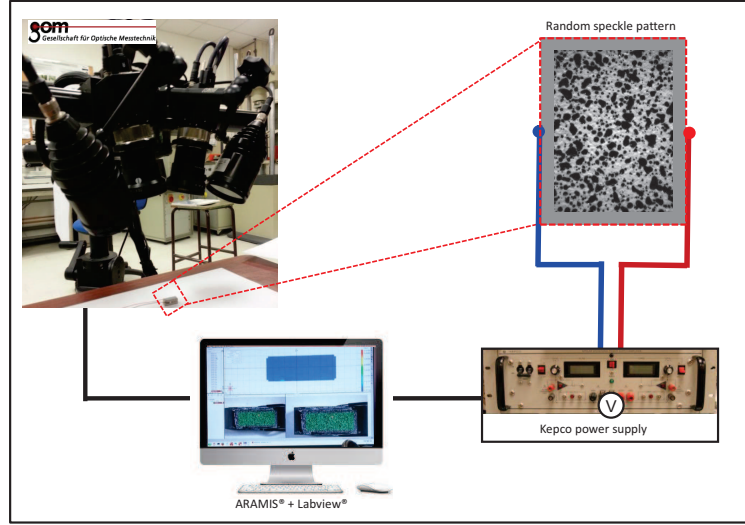 gom
Gesellschaft für Optische Messtechnik
Random speckle pattern
V
Kepco power supply
ARAMIS® + Labview®